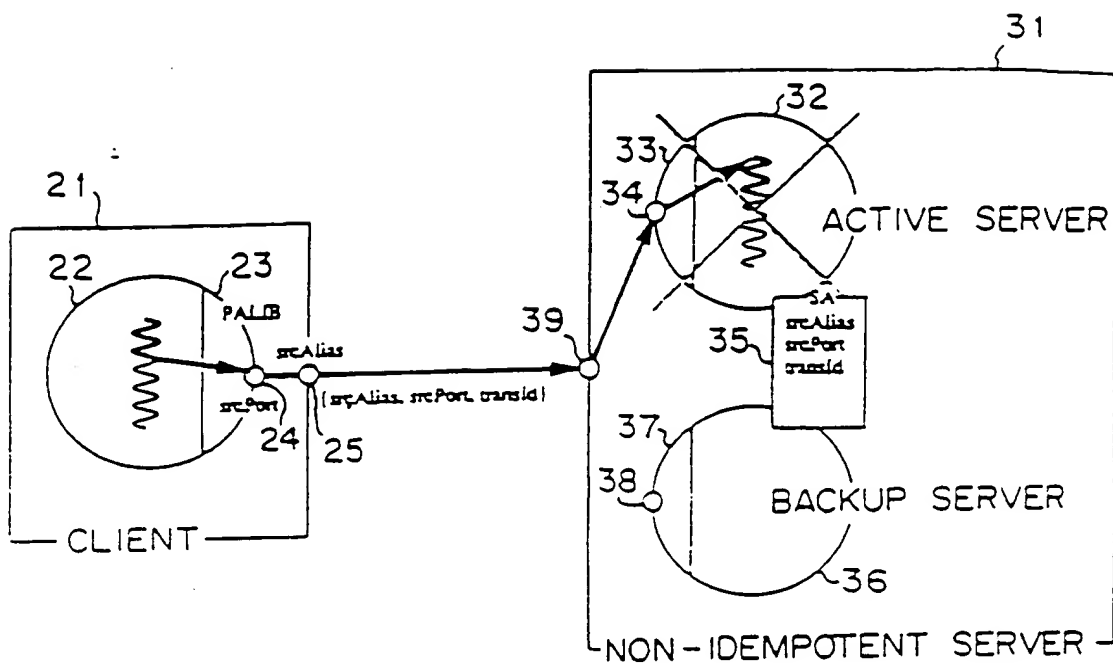 31
32
33
34
ACTIVE SERVER
21
22
23
PALIB
srcAlias
39
35
SA
srcAlias
srcPort
transId
srcPort
(srcAlias, srcPort, transId)
24
25
37
38
BACKUP SERVER
36
CLIENT
NON-IDEMPOTENT SERVER